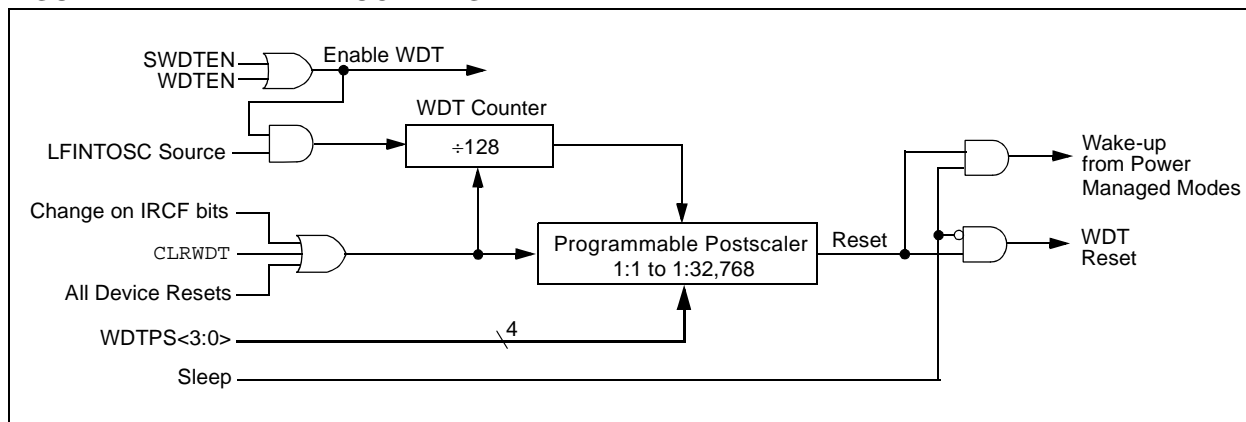 SWDTEN
WDTEN
Enable WDT
WDT Counter
LFINTOSC Source
÷128
Wake-up
from Power
Managed Modes
Change on IRCF bits
CLRWDT
All Device Resets
Programmable Postscaler
1:1 to 1:32,768
Reset
WDT
Reset
WDTPS<3:0>
4
Sleep